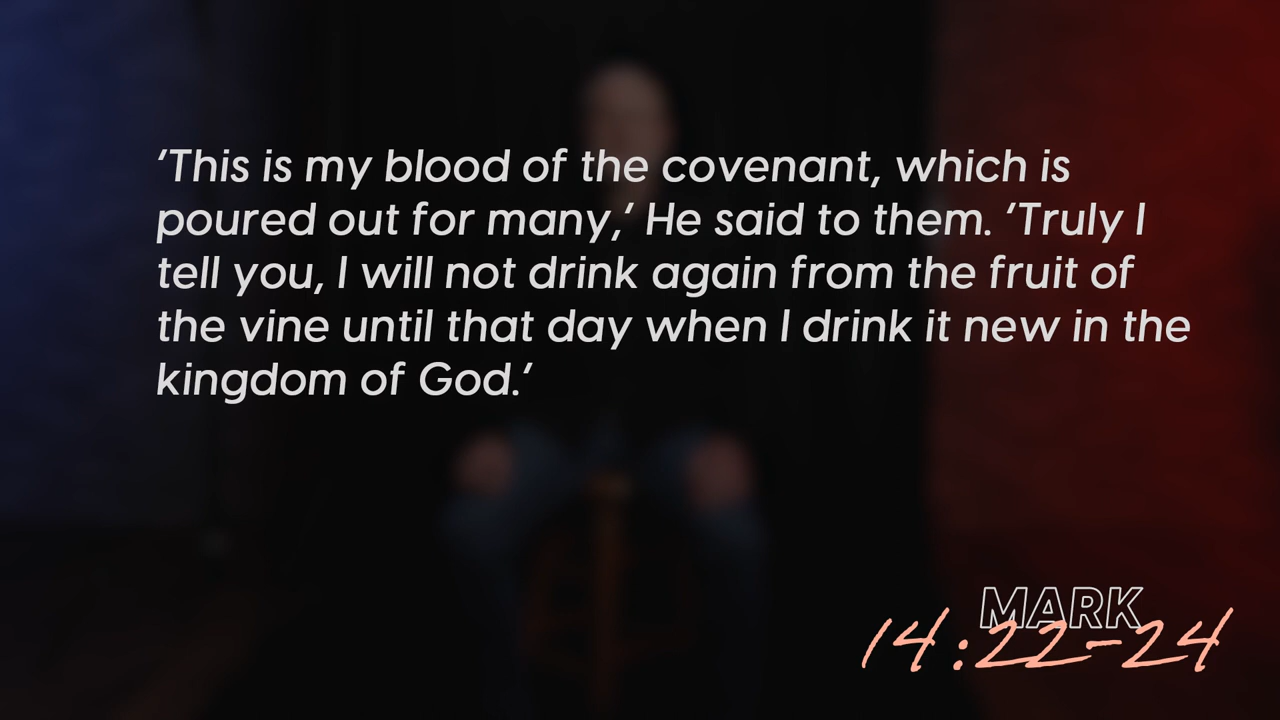 ‘This is my blood of the covenant, which is
poured out for many,’ He said to them. ‘Truly I
tell you, I will not drink again from the fruit of
the vine until that day when I drink it new in the
kingdom of God.’
MARK
14:22-24